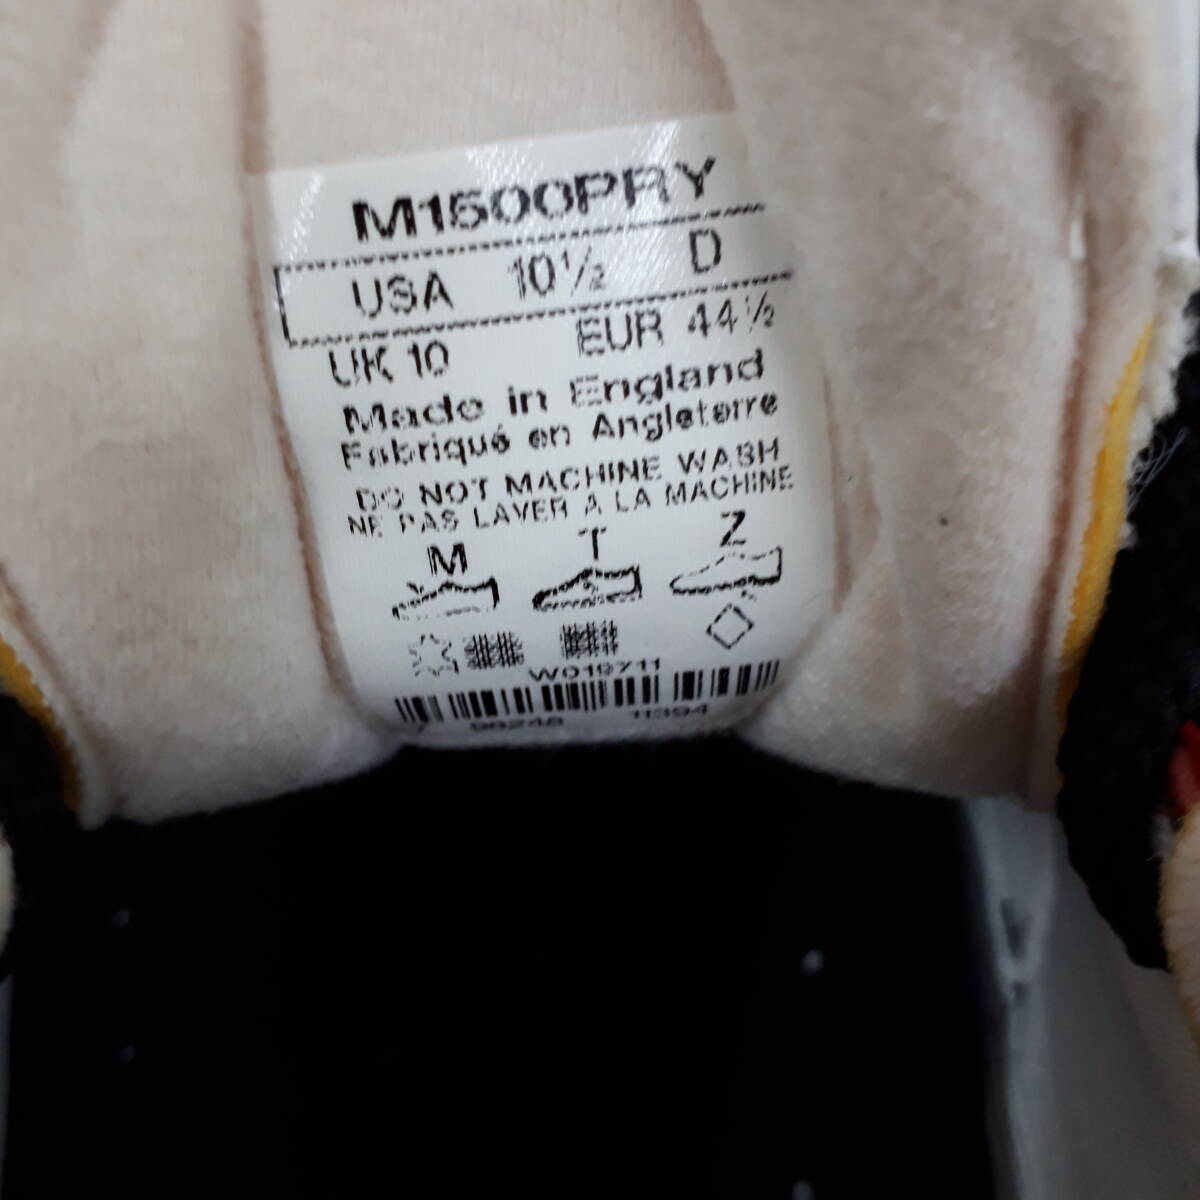 M1500PRY
USA 10½ D
UK 10 EUR 44½
Made in England
Fabriqué en Angleterre
DO NOT MACHINE WASH
NE PAS LAVER A LA MACHINE
M T Z
W019711
11394